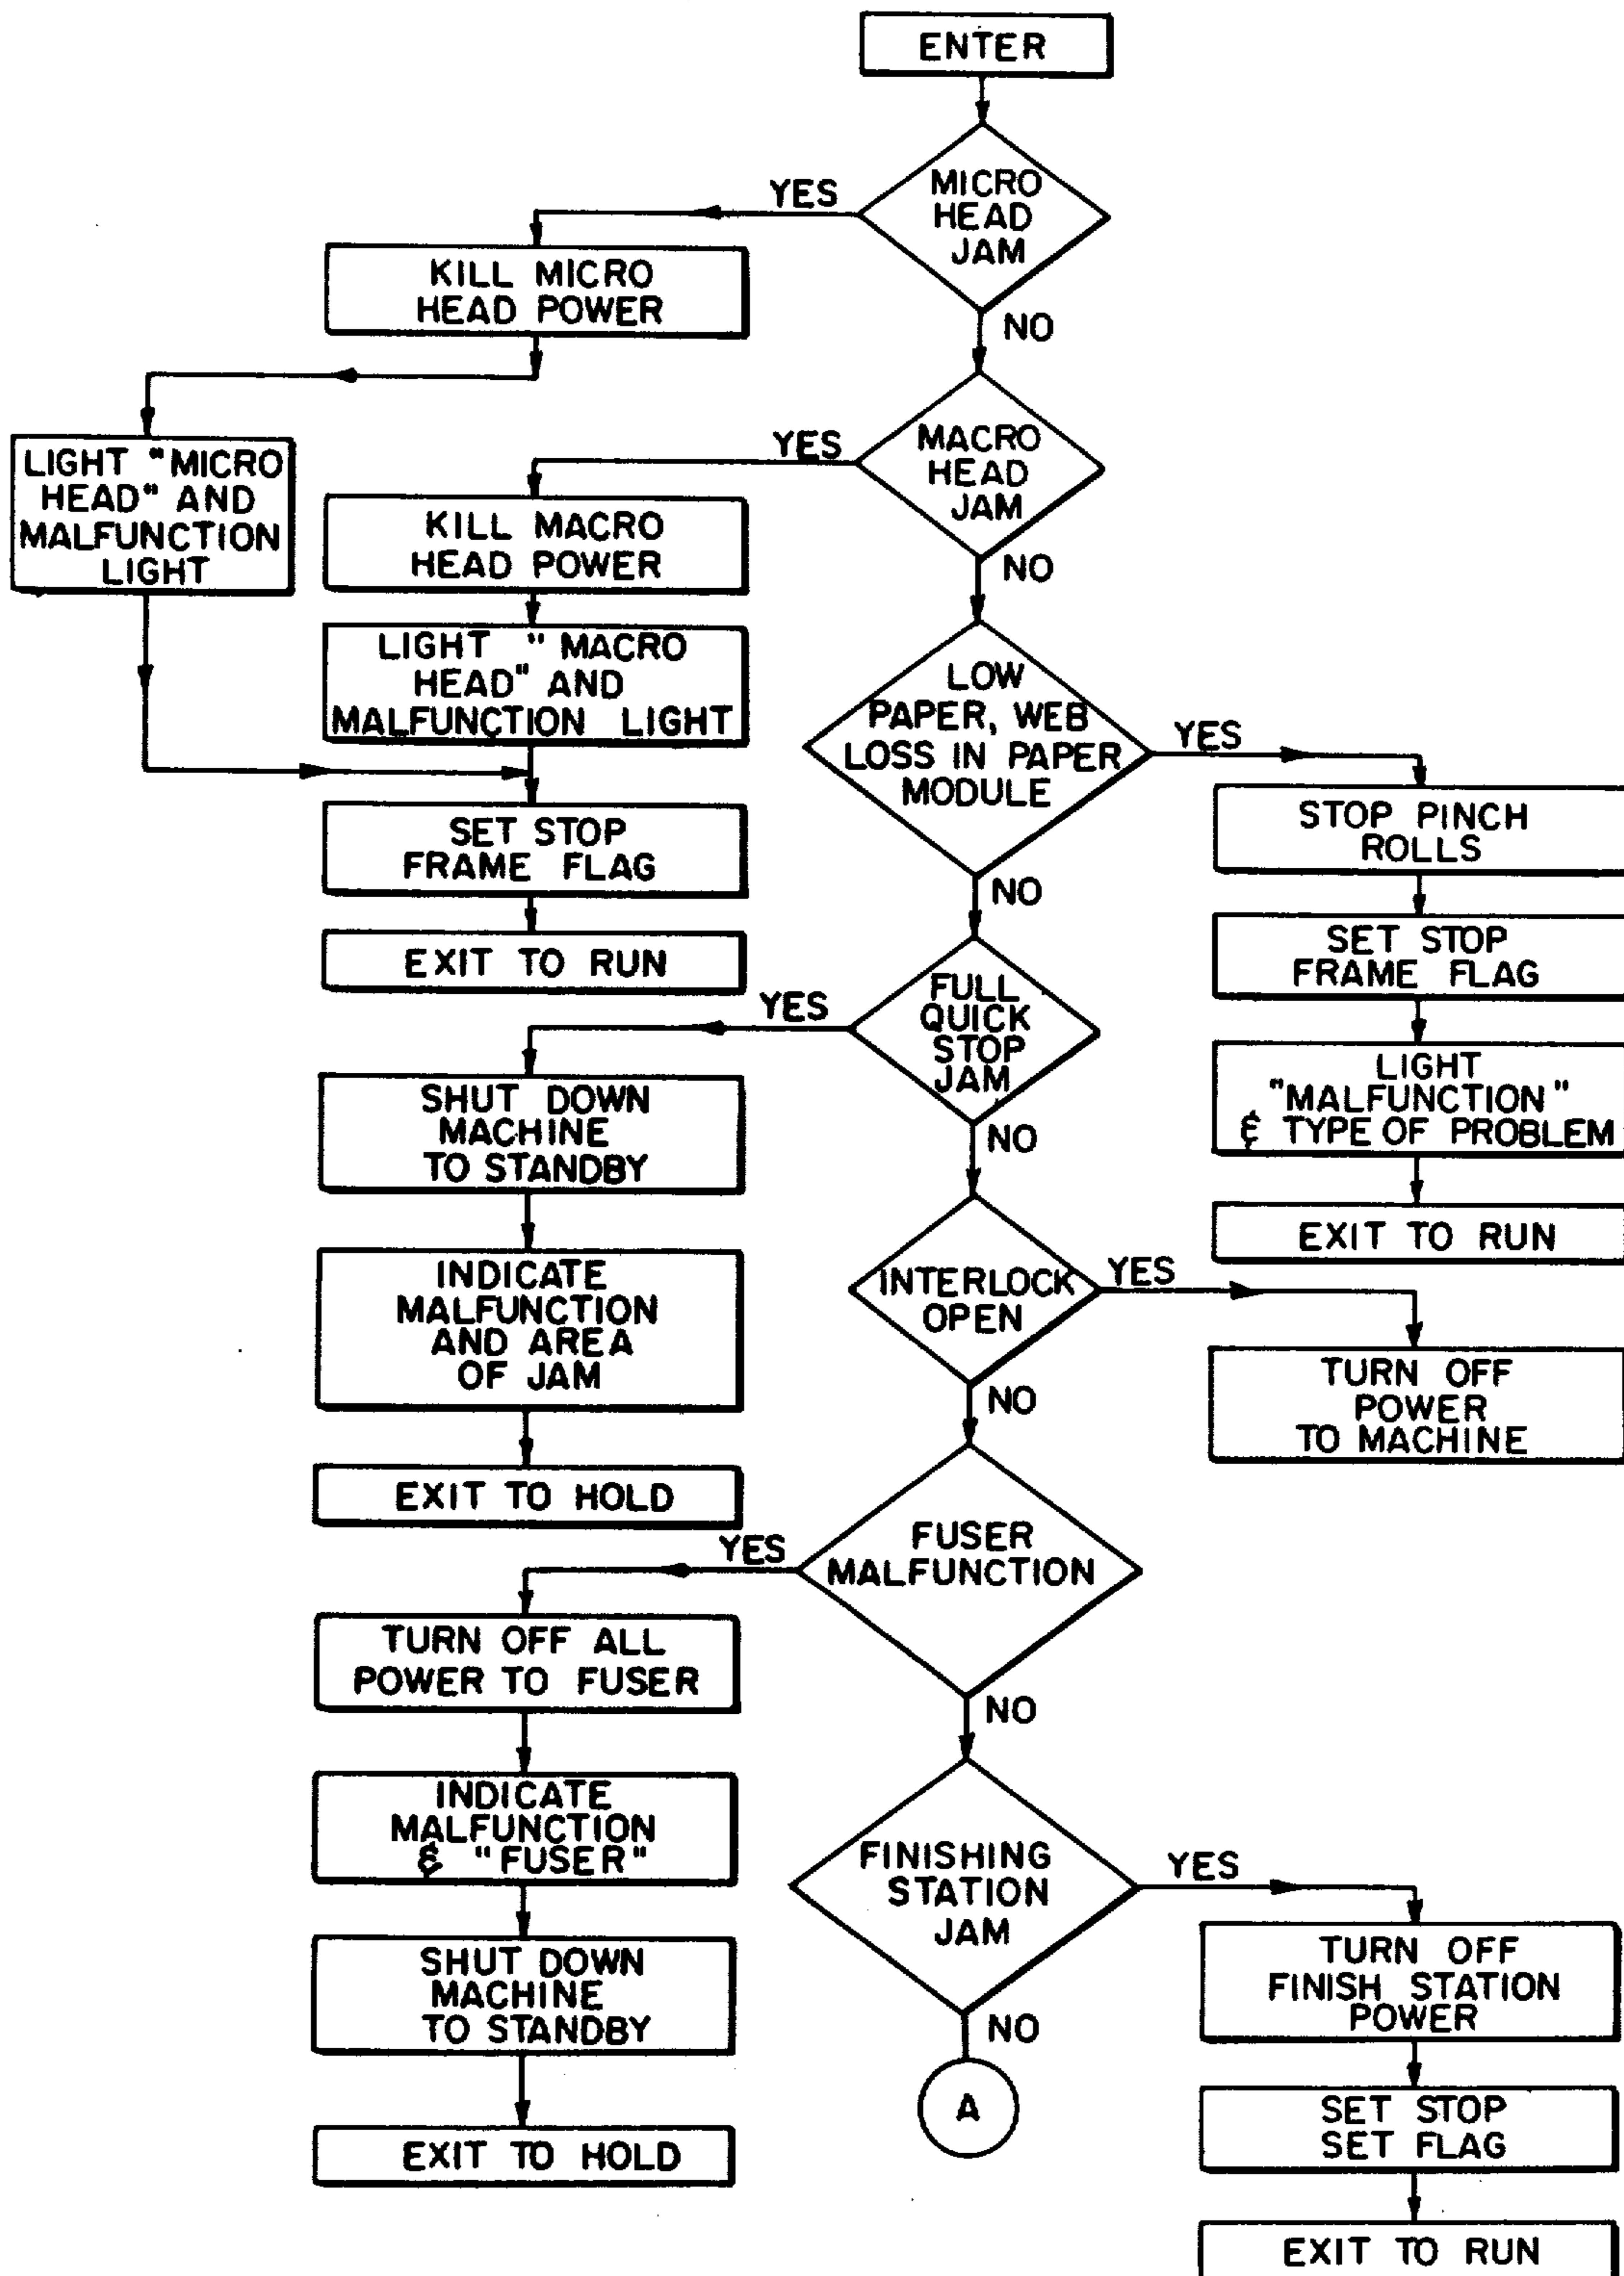 ENTER
MICRO
HEAD
JAM
YES
NO
KILL MICRO
HEAD POWER
LIGHT "MICRO
HEAD" AND
MALFUNCTION
LIGHT
MACRO
HEAD
JAM
YES
NO
KILL MACRO
HEAD POWER
LIGHT "MACRO
HEAD" AND
MALFUNCTION LIGHT
SET STOP
FRAME FLAG
EXIT TO RUN
LOW
PAPER, WEB
LOSS IN PAPER
MODULE
YES
NO
STOP PINCH
ROLLS
SET STOP
FRAME FLAG
LIGHT
"MALFUNCTION"
& TYPE OF PROBLEM
EXIT TO RUN
FULL
QUICK
STOP
JAM
YES
NO
SHUT DOWN
MACHINE
TO STANDBY
INDICATE
MALFUNCTION
AND AREA
OF JAM
EXIT TO HOLD
INTERLOCK
OPEN
YES
NO
TURN OFF
POWER
TO MACHINE
FUSER
MALFUNCTION
YES
NO
TURN OFF ALL
POWER TO FUSER
INDICATE
MALFUNCTION
& "FUSER"
SHUT DOWN
MACHINE
TO STANDBY
EXIT TO HOLD
FINISHING
STATION
JAM
YES
NO
TURN OFF
FINISH STATION
POWER
SET STOP
SET FLAG
EXIT TO RUN
A